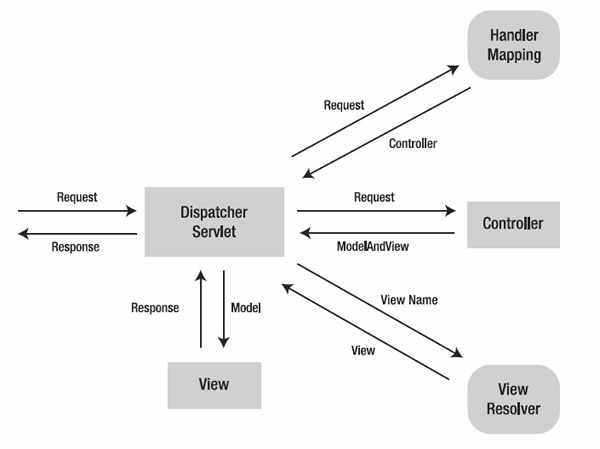 Handler
Mapping
Request
Controller
Request
Response
Dispatcher
Servlet
Request
ModelAndView
Controller
Response
Model
View Name
View
View
View
Resolver